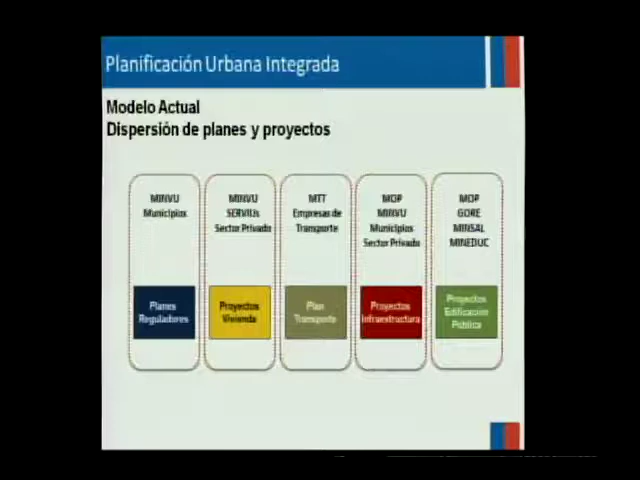 Planificación Urbana Integrada
Modelo Actual
Dispersión de planes y proyectos
MINVU
Municipios
MINVU
SERVIUs
Sector Privado
MTT
Empresas de
Transporte
MOP
MINVU
Municipios
Sector Privado
MOP
GORE
MINSAL
MINEDUC
Planes
Reguladores
Proyectos
Vivienda
Plan
Transporte
Proyectos
Infraestructura
Proyectos
Edificación
Pública